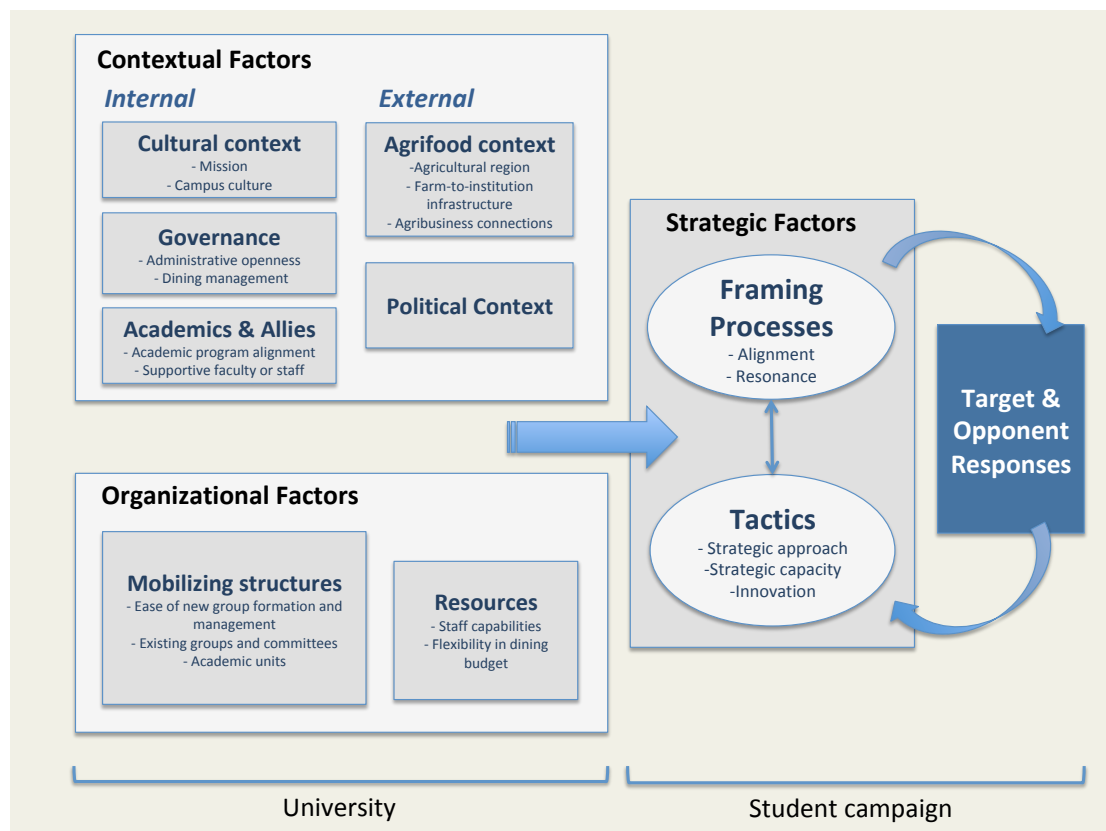 Contextual Factors
Internal
Cultural context
- Mission
- Campus culture
Governance
- Administrative openness
- Dining management
Academics & Allies
- Academic program alignment
- Supportive faculty or staff
External
Agrifood context
-Agricultural region
- Farm-to-institution
infrastructure
- Agribusiness connections
Political Context
Organizational Factors
Mobilizing structures
- Ease of new group formation and
management
- Existing groups and committees
- Academic units
Resources
- Staff capabilities
- Flexibility in dining
budget
Strategic Factors
Framing
Processes
- Alignment
- Resonance
Tactics
- Strategic approach
-Strategic capacity
-Innovation
Target &
Opponent
Responses
University
Student campaign